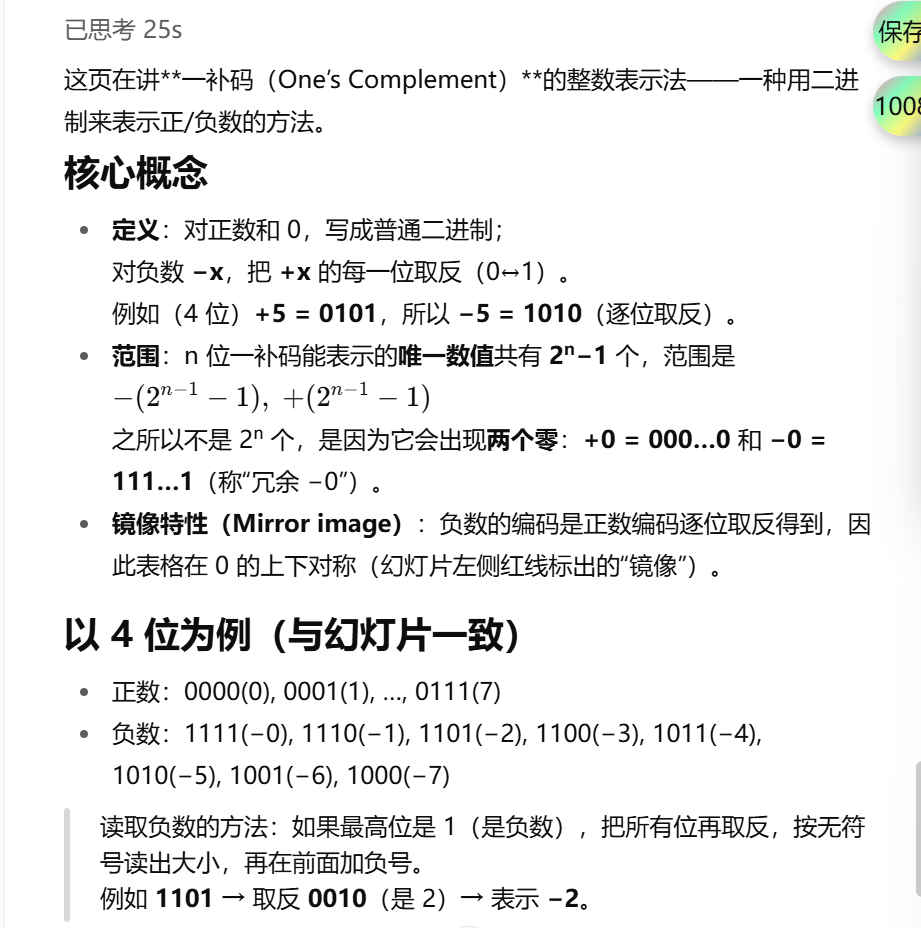 已思考 25s
保存
这页在讲**一补码（One’s Complement）**的整数表示法——一种用二进
制来表示正/负数的方法。
100
核心概念
• 定义：对正数和 0，写成普通二进制；
对负数 −x，把 +x 的每一位取反（0↔1）。
例如（4 位）+5 = 0101，所以 −5 = 1010（逐位取反）。
• 范围：n 位一补码能表示的唯一数值共有 2ⁿ−1 个，范围是
−(2ⁿ⁻¹ − 1), +(2ⁿ⁻¹ − 1)
之所以不是 2ⁿ 个，是因为它会出现两个零：+0 = 000…0 和 −0 =
111…1（称“冗余 −0”）。
• 镜像特性（Mirror image）：负数的编码是正数编码逐位取反得到，因
此表格在 0 的上下对称（幻灯片左侧红线标出的“镜像”）。
以 4 位为例（与幻灯片一致）
• 正数：0000(0), 0001(1), …, 0111(7)
• 负数：1111(−0), 1110(−1), 1101(−2), 1100(−3), 1011(−4),
1010(−5), 1001(−6), 1000(−7)
读取负数的方法：如果最高位是 1（是负数），把所有位再取反，按无符
号读出大小，再在前面加负号。
例如 1101 → 取反 0010（是 2）→ 表示 −2。